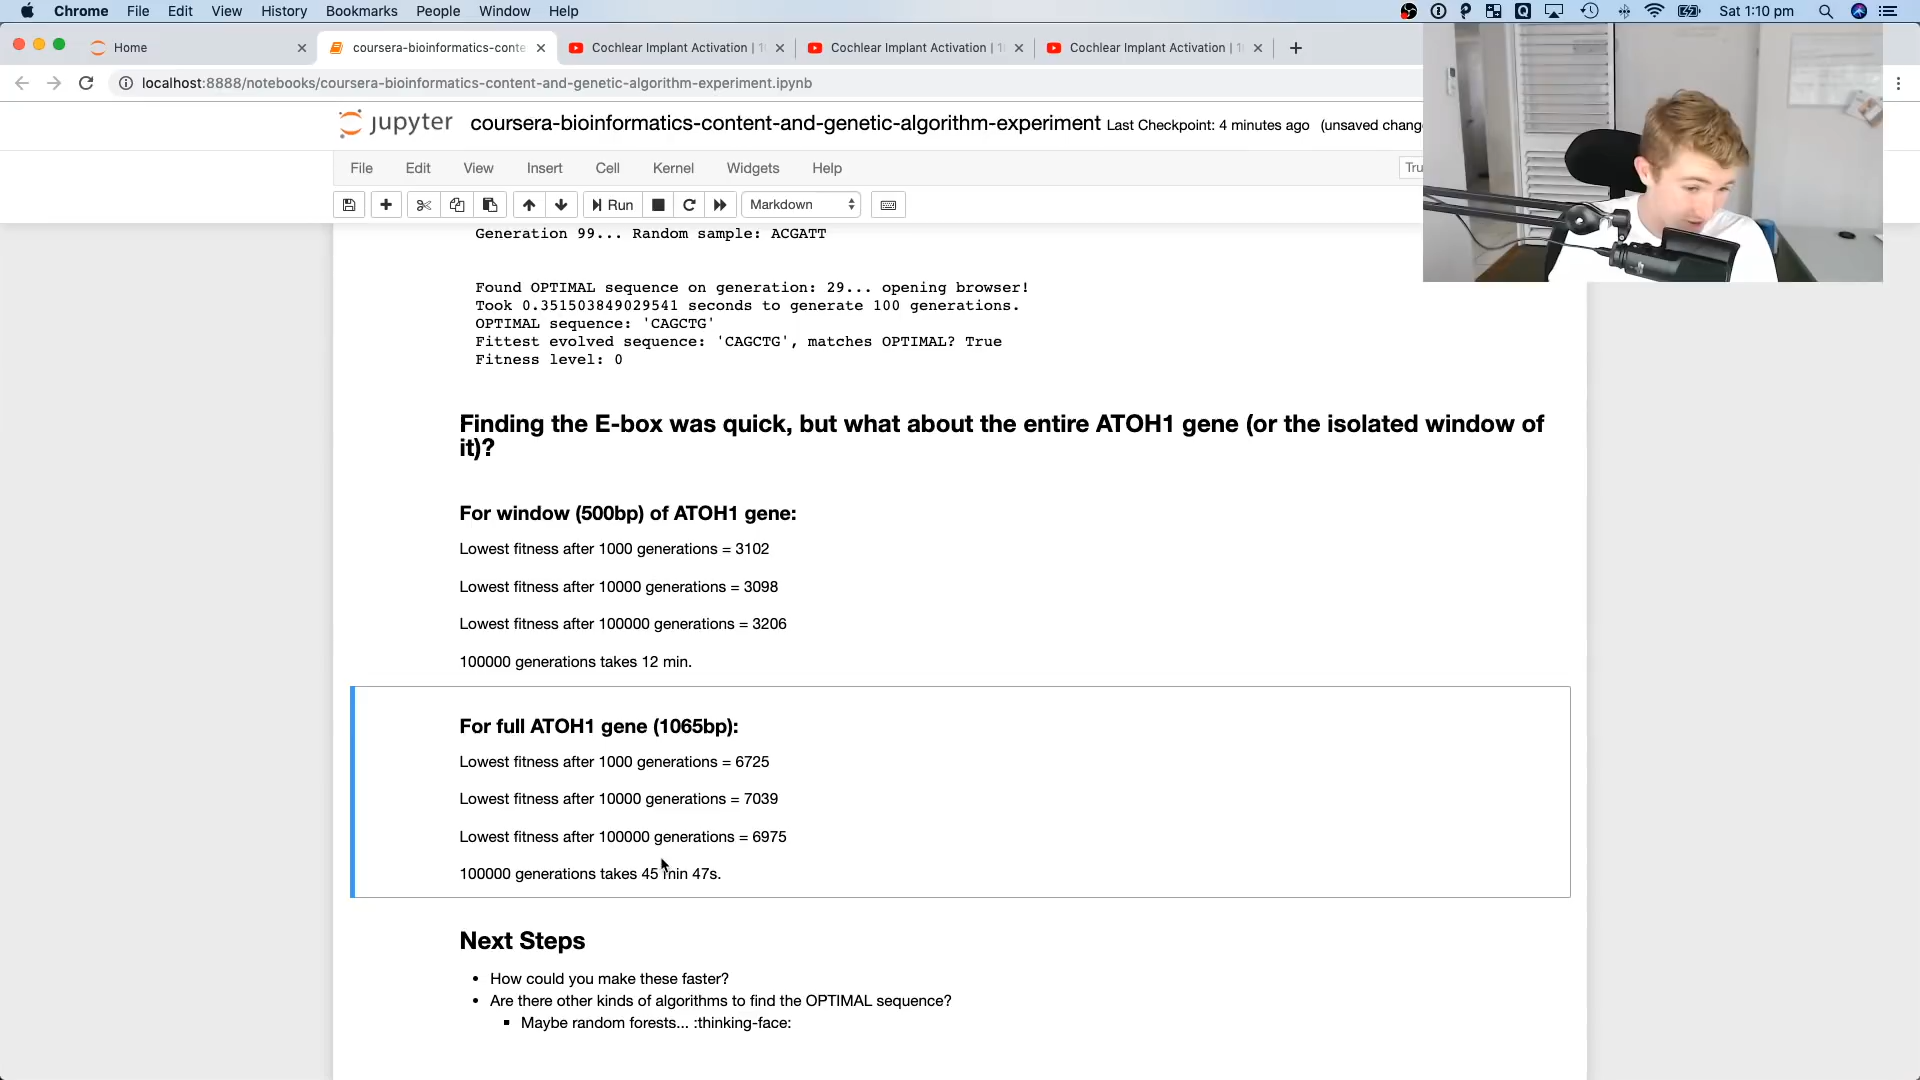 Chrome File Edit View History Bookmarks People Window Help Sat 1:10 pm
Home coursera-bioinformatics-conte Cochlear Implant Activation | 1 Cochlear Implant Activation | 1 Cochlear Implant Activation | 1
localhost:8888/notebooks/coursera-bioinformatics-content-and-genetic-algorithm-experiment.ipynb
jupyter coursera-bioinformatics-content-and-genetic-algorithm-experiment Last Checkpoint: 4 minutes ago (unsaved chang
File Edit View Insert Cell Kernel Widgets Help Tru
Run Markdown
Generation 99... Random sample: ACGATT
Found OPTIMAL sequence on generation: 29... opening browser!
Took 0.351503849029541 seconds to generate 100 generations.
OPTIMAL sequence: 'CAGCTG'
Fittest evolved sequence: 'CAGCTG', matches OPTIMAL? True
Fitness level: 0
Finding the E-box was quick, but what about the entire ATOH1 gene (or the isolated window of
it)?
For window (500bp) of ATOH1 gene:
Lowest fitness after 1000 generations = 3102
Lowest fitness after 10000 generations = 3098
Lowest fitness after 100000 generations = 3206
100000 generations takes 12 min.
For full ATOH1 gene (1065bp):
Lowest fitness after 1000 generations = 6725
Lowest fitness after 10000 generations = 7039
Lowest fitness after 100000 generations = 6975
100000 generations takes 45 min 47s.
Next Steps
• How could you make these faster?
• Are there other kinds of algorithms to find the OPTIMAL sequence?
▪ Maybe random forests... :thinking-face: